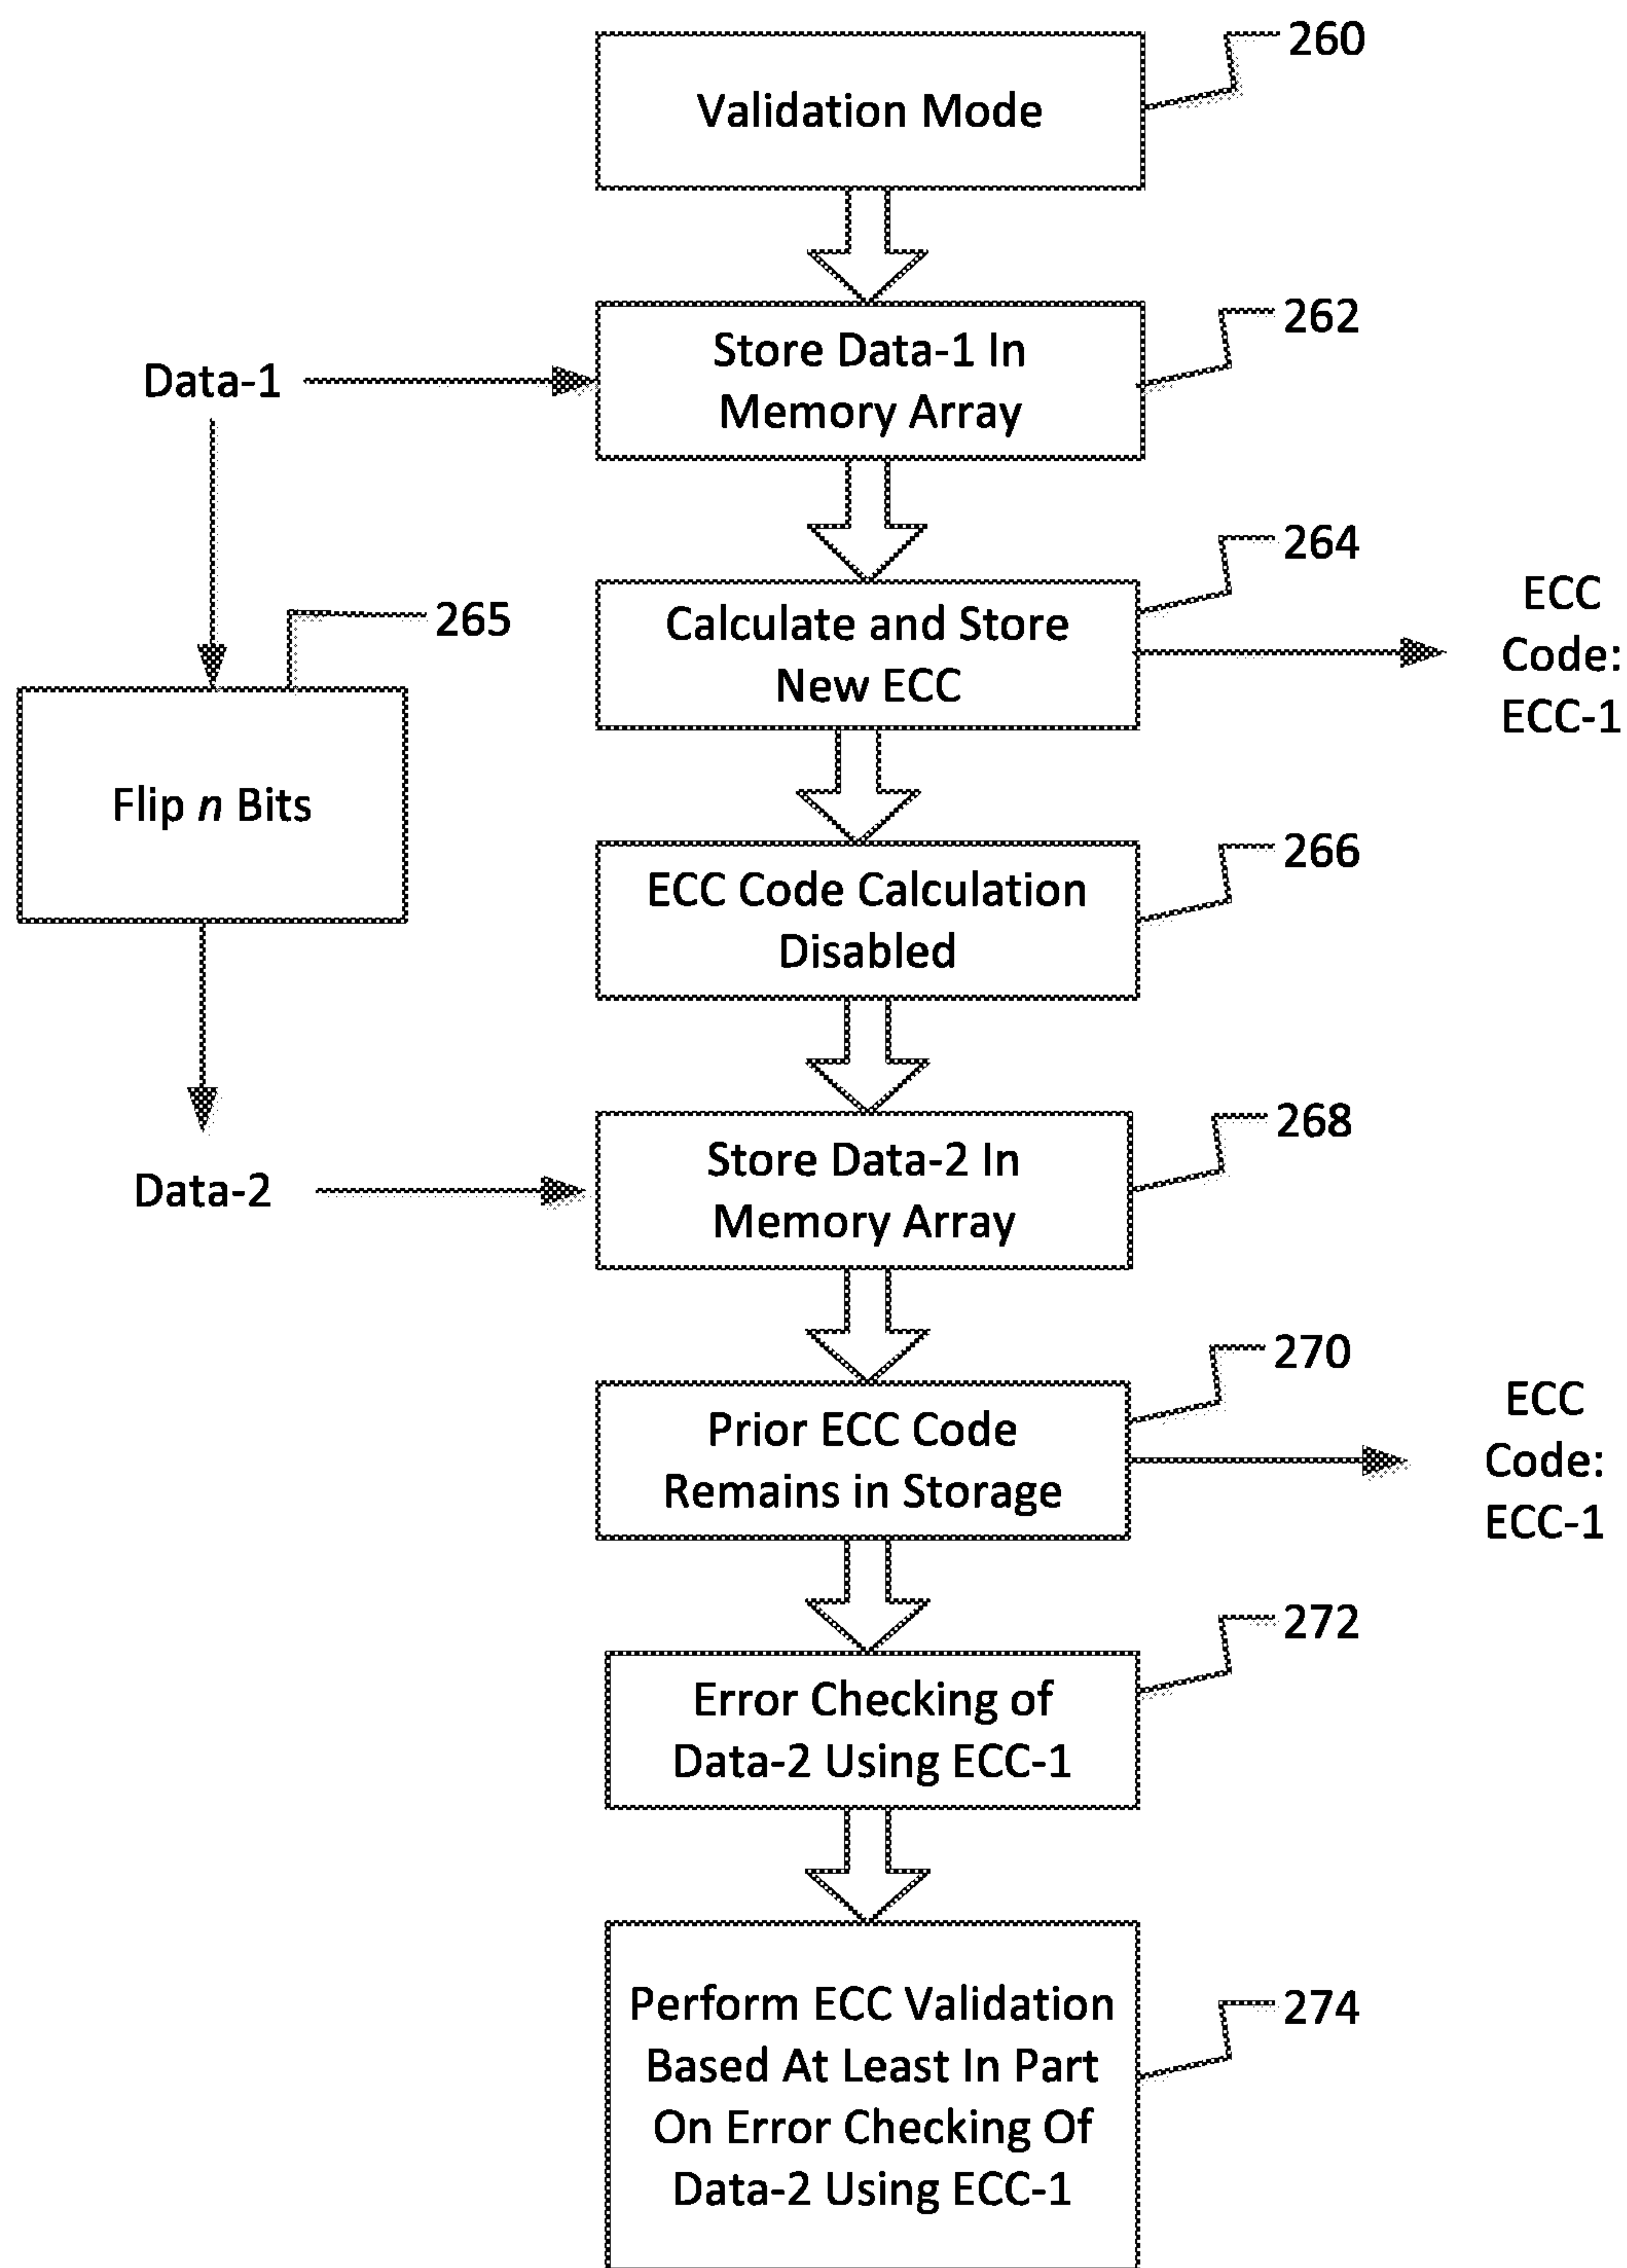 260
Validation Mode
262
Store Data-1 In
Memory Array
Data-1
264
Calculate and Store
New ECC
ECC
Code:
ECC-1
265
Flip n Bits
266
ECC Code Calculation
Disabled
268
Store Data-2 In
Memory Array
Data-2
270
Prior ECC Code
Remains in Storage
ECC
Code:
ECC-1
272
Error Checking of
Data-2 Using ECC-1
274
Perform ECC Validation
Based At Least In Part
On Error Checking Of
Data-2 Using ECC-1